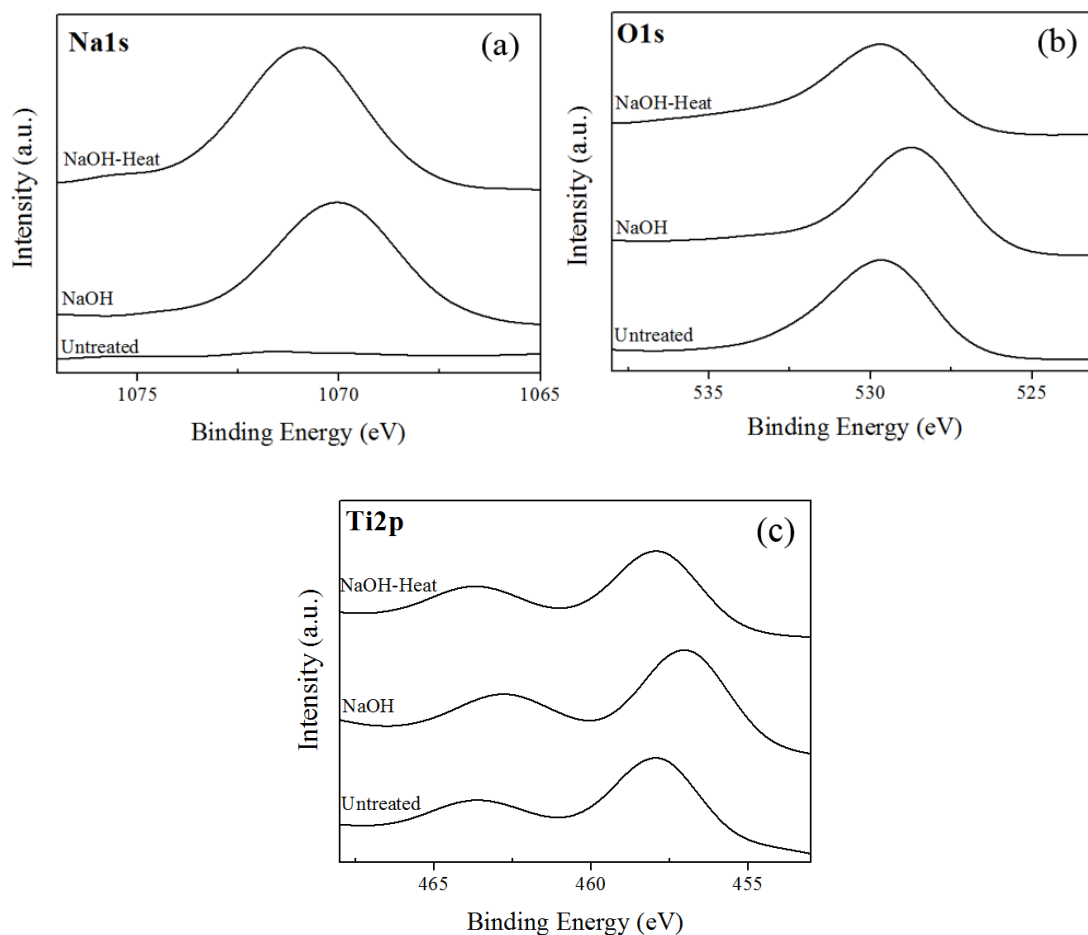 Na1s
(a)
NaOH-Heat
NaOH
Untreated
Intensity (a.u.)
1075
1070
1065
Binding Energy (eV)
O1s
(b)
NaOH-Heat
NaOH
Untreated
Intensity (a.u.)
535
530
525
Binding Energy (eV)
Ti2p
(c)
NaOH-Heat
NaOH
Untreated
Intensity (a.u.)
465
460
455
Binding Energy (eV)